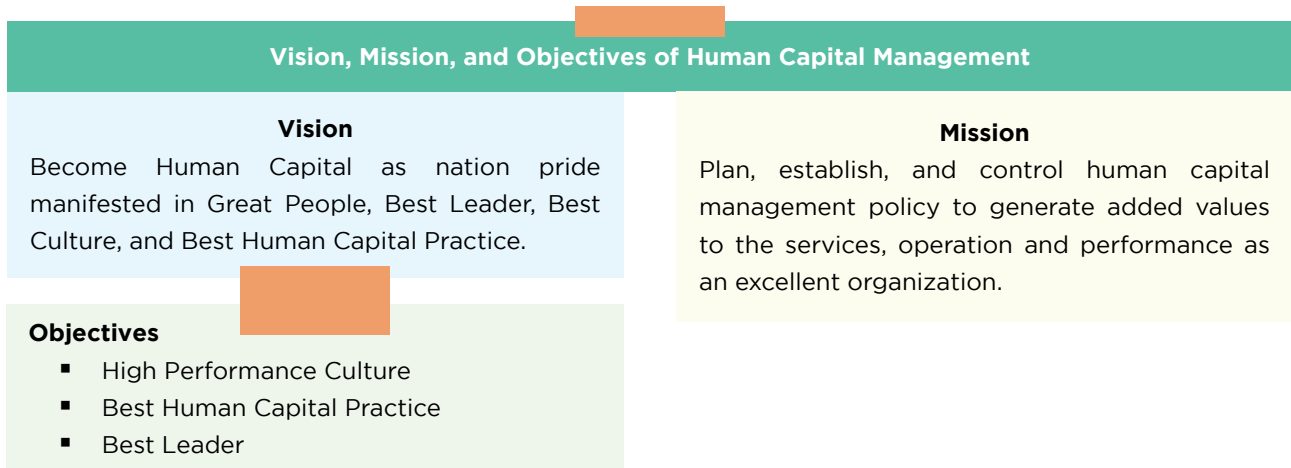 Vision, Mission, and Objectives of Human Capital Management
Vision
Become Human Capital as nation pride
manifested in Great People, Best Leader, Best
Culture, and Best Human Capital Practice.
Mission
Plan, establish, and control human capital
management policy to generate added values
to the services, operation and performance as
an excellent organization.
Objectives
▪ High Performance Culture
▪ Best Human Capital Practice
▪ Best Leader